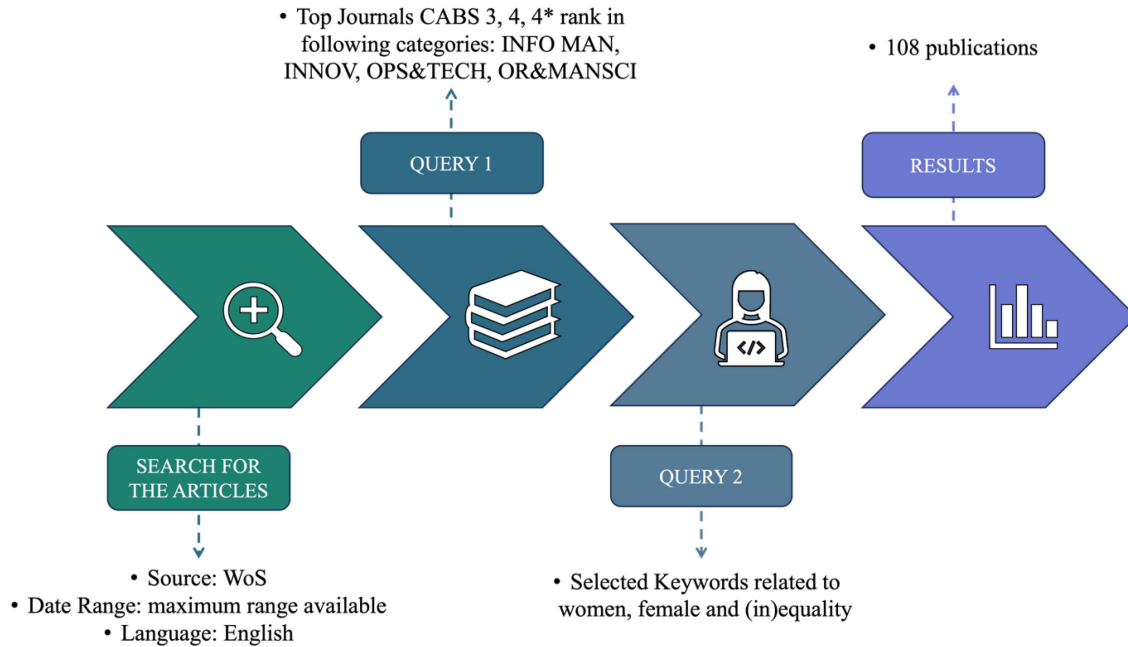 • Top Journals CABS 3, 4, 4* rank in
following categories: INFO MAN,
INNOV, OPS&TECH, OR&MANSCI
QUERY 1
• 108 publications
RESULTS
</>
SEARCH FOR
THE ARTICLES
• Source: WoS
• Date Range: maximum range available
• Language: English
QUERY 2
• Selected Keywords related to
women, female and (in)equality